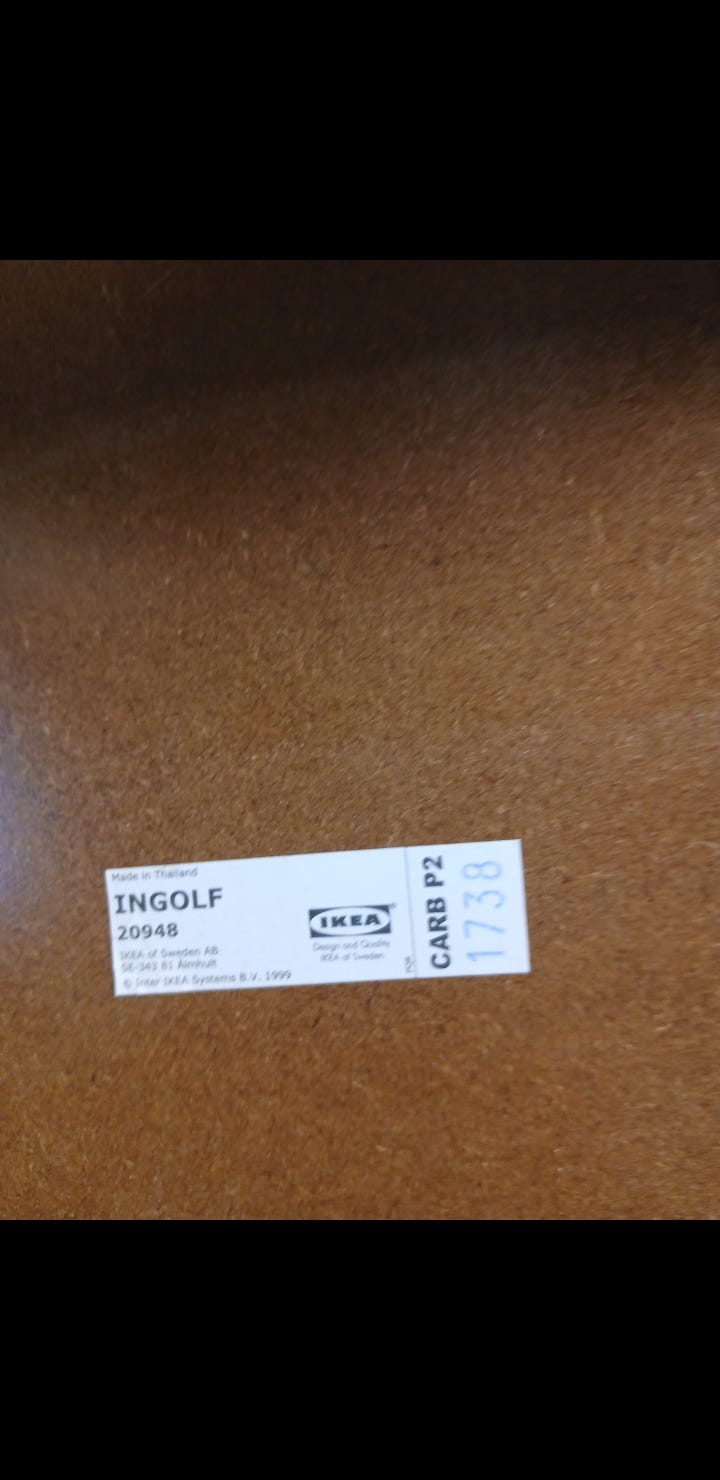 Made in Thailand
INGOLF
20948
IKEA of Sweden AB
SE-343 81 Älmhult
© Inter IKEA Systems B.V. 1999
IKEA®
Design and Quality
IKEA of Sweden
CARB P2
1738